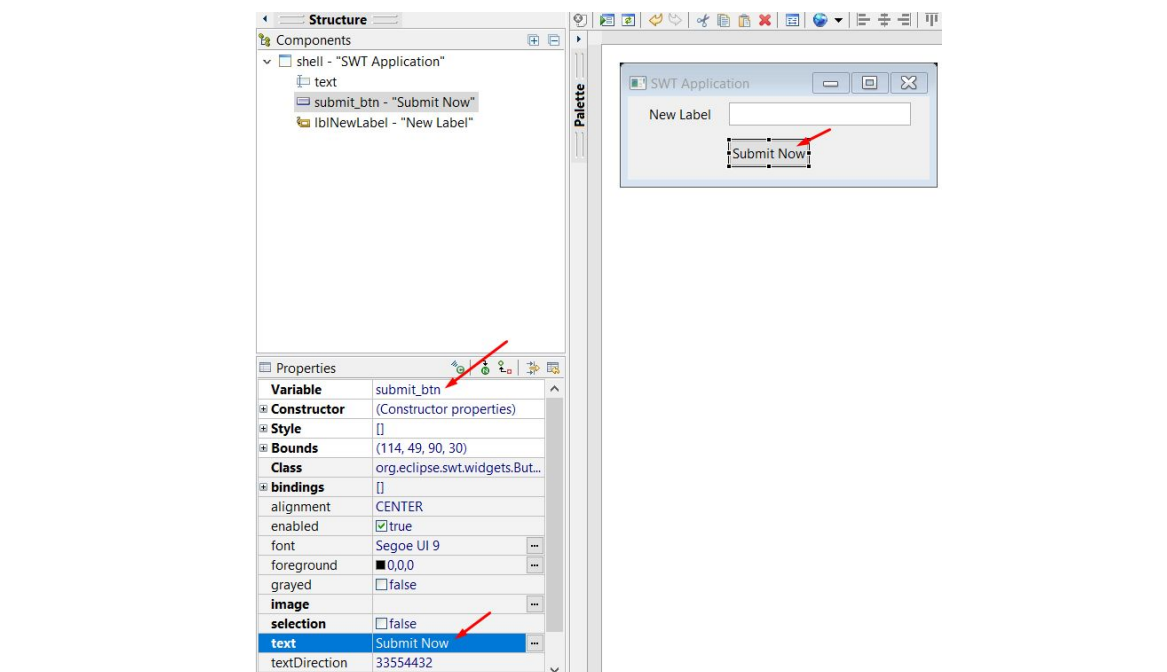 Structure
Components
shell - "SWT Application"
text
submit_btn - "Submit Now"
lblNewLabel - "New Label"
Palette
SWT Application
New Label
Submit Now
Properties
Variable submit_btn
Constructor (Constructor properties)
Style []
Bounds (114, 49, 90, 30)
Class org.eclipse.swt.widgets.But...
bindings []
alignment CENTER
enabled true
font Segoe UI 9 ...
foreground 0,0,0 ...
grayed false
image ...
selection false
text Submit Now ...
textDirection 33554432